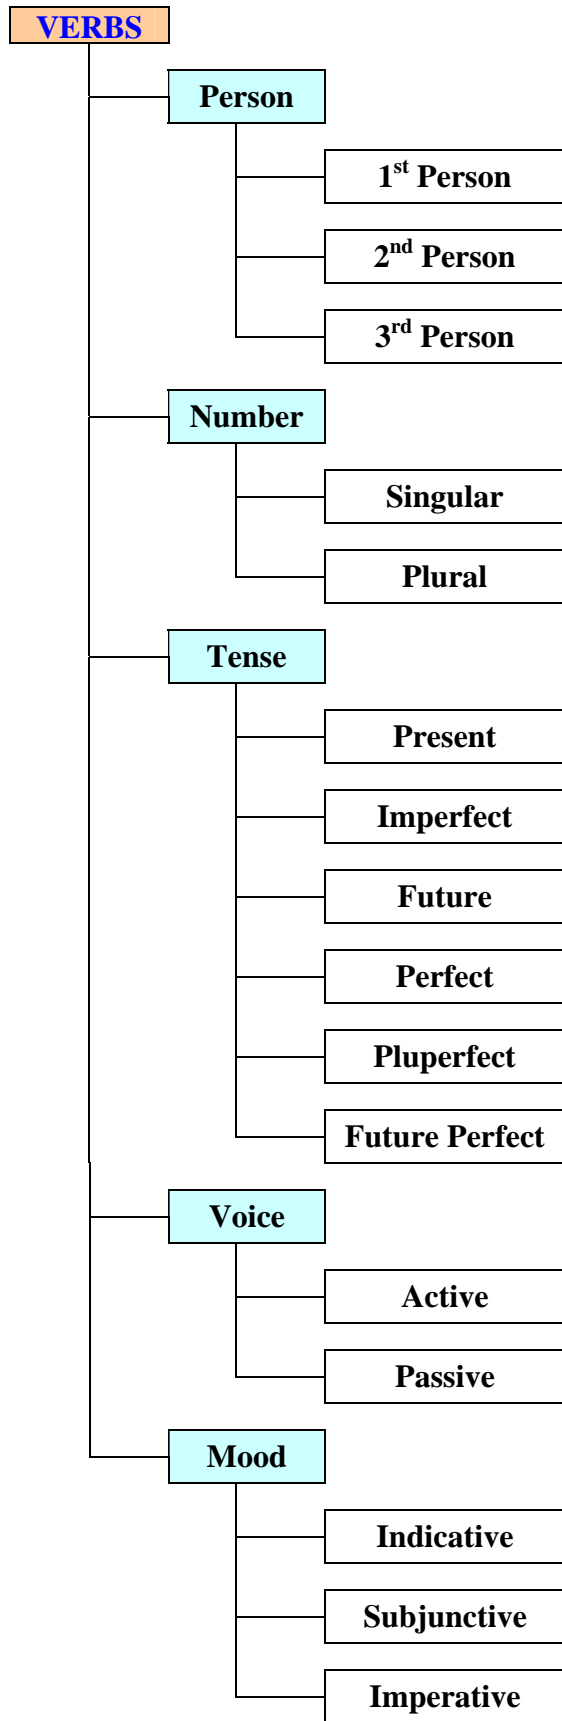 VERBS
Person
1st Person
2nd Person
3rd Person
Number
Singular
Plural
Tense
Present
Imperfect
Future
Perfect
Pluperfect
Future Perfect
Voice
Active
Passive
Mood
Indicative
Subjunctive
Imperative